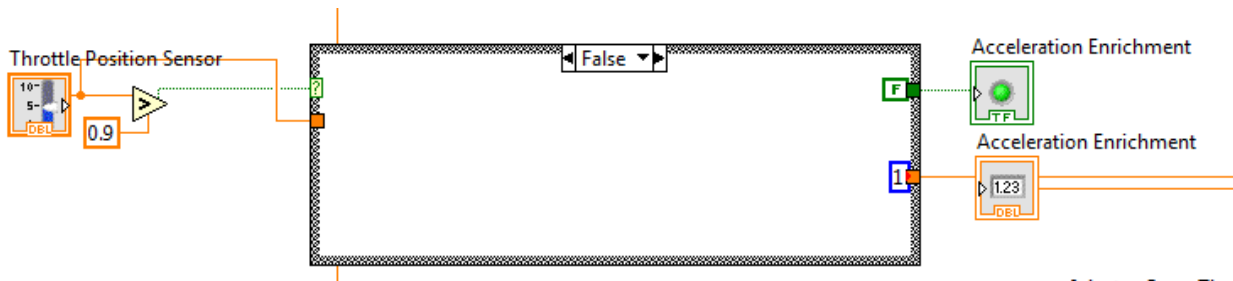 Throttle Position Sensor
10-
5-
DBL
>
0.9
False
?
F
1
Acceleration Enrichment
TF
Acceleration Enrichment
1.23
DBL